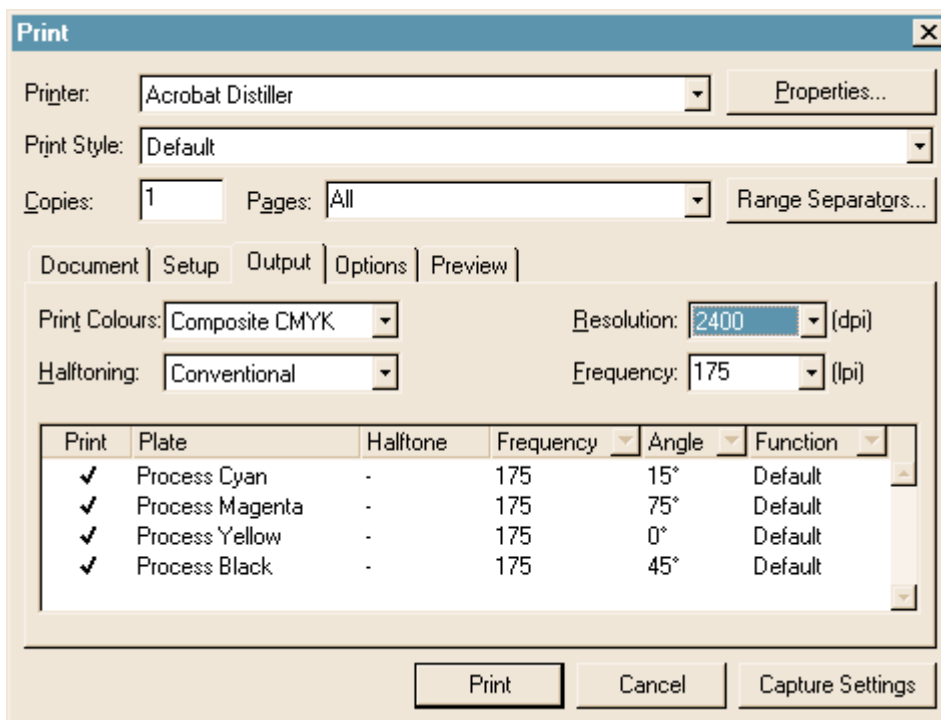 Print
Printer: Acrobat Distiller Properties...
Print Style: Default
Copies: 1 Pages: All Range Separators...
Document Setup Output Options Preview
Print Colours: Composite CMYK Resolution: 2400 (dpi)
Halftoning: Conventional Frequency: 175 (lpi)
Print Plate Halftone Frequency Angle Function
✔ Process Cyan - 175 15° Default
✔ Process Magenta - 175 75° Default
✔ Process Yellow - 175 0° Default
✔ Process Black - 175 45° Default
Print Cancel Capture Settings